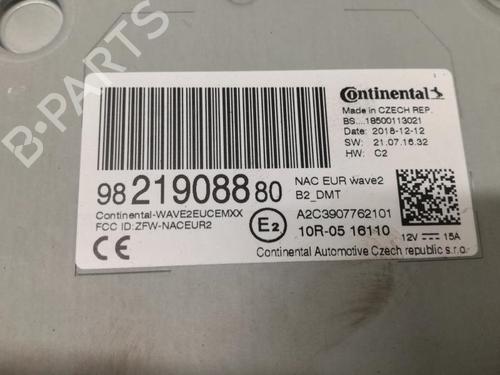 Continental
Made in CZECH REP.
BS....18500113021
Date: 2018-12-12
SW: 21.07.16.32
HW: C2
98 219088 80
NAC EUR wave2
B2_DMT
Continental-WAVE2EUCEMXX
FCC ID:ZFW-NACEUR2
E2
A2C3907762101
10R-05 16110
12V 15A
Continental Automotive Czech republic s.r.o.
B-PARTS